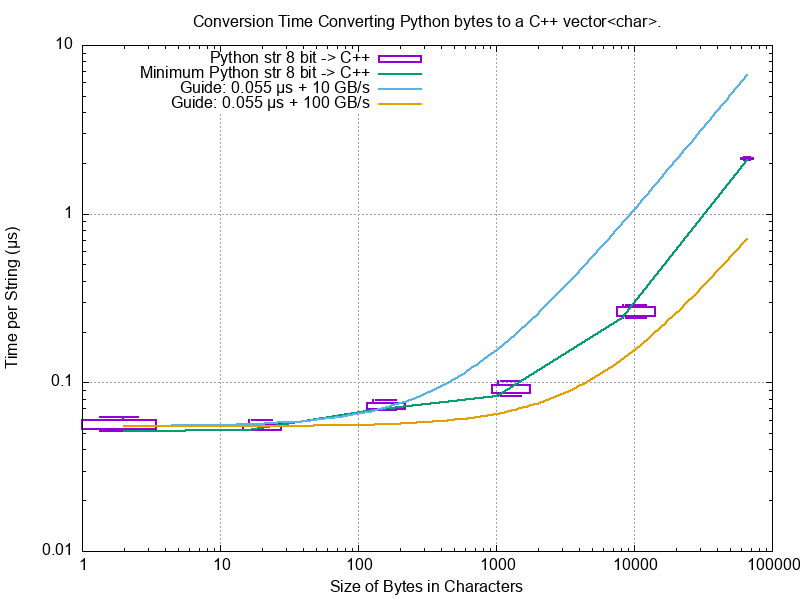 Conversion Time Converting Python bytes to a C++ vector<char>.
Python str 8 bit -> C++
Minimum Python str 8 bit -> C++
Guide: 0.055 µs + 10 GB/s
Guide: 0.055 µs + 100 GB/s
10
1
0.1
0.01
Time per String (µs)
1 10 100 1000 10000 100000
Size of Bytes in Characters